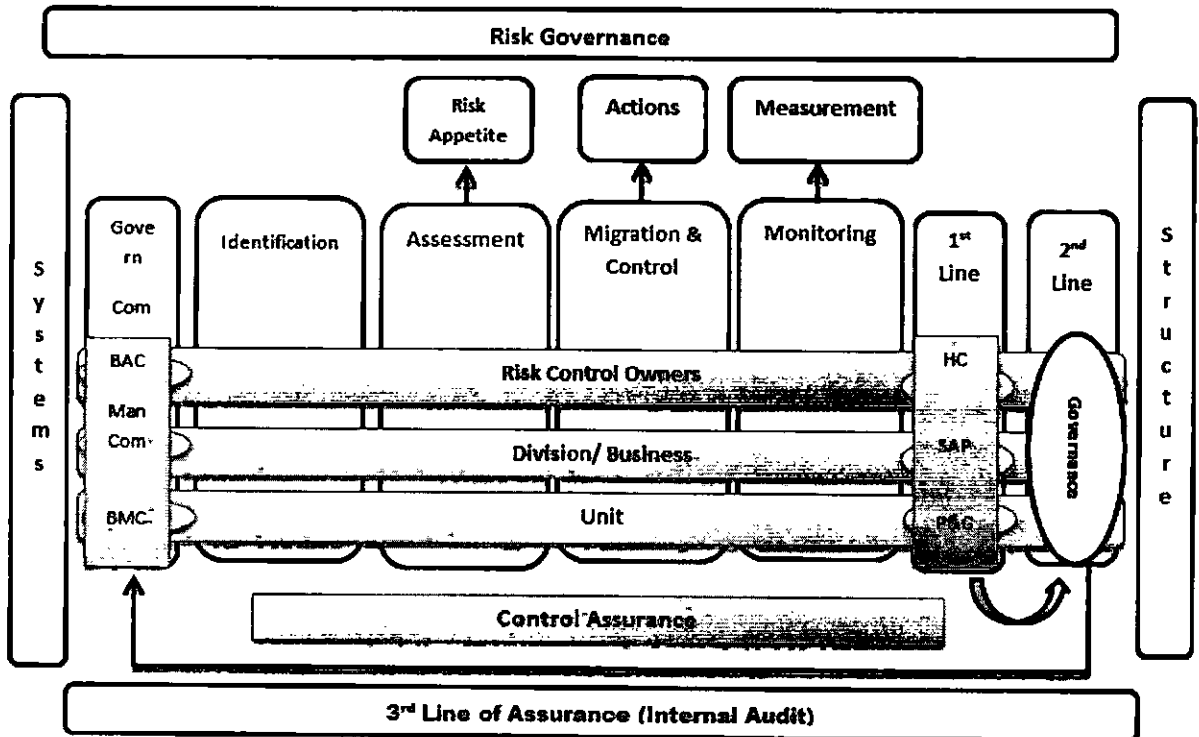 Risk Governance
Risk
Appetite
Actions
Measurement
Systems
Gove
rn
Com
Identification
Assessment
Migration &
Control
Monitoring
1st
Line
2nd
Line
Structure
BAC
Man
Com
BMC
Risk Control Owners
Division/ Business
Unit
HC
SAP
Governance
Control Assurance
3rd Line of Assurance (Internal Audit)